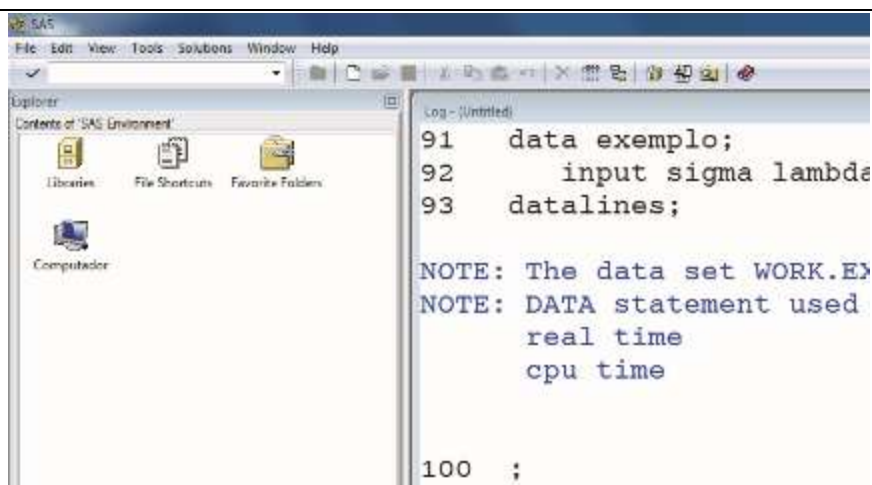 SAS
File Edit View Tools Solutions Window Help
Explorer
Contents of 'SAS Environment'
Libraries
File Shortcuts
Favorite Folders
Computador
Log - (Untitled)
91 data exemplo;
92 input sigma lambda
93 datalines;
NOTE: The data set WORK.EX
NOTE: DATA statement used
real time
cpu time
100 ;